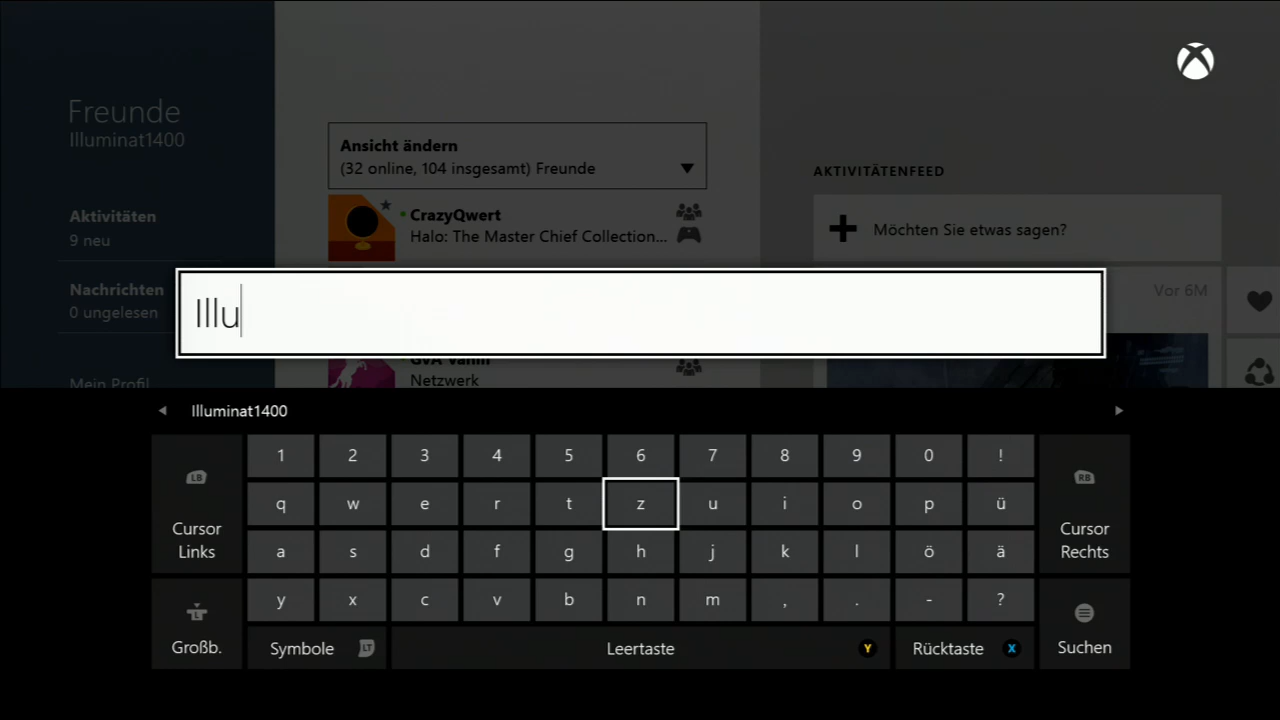 Freunde
Illuminat1400
Aktivitäten
9 neu
Nachrichten
0 ungelesen
Mein Profil
Ansicht ändern
(32 online, 104 insgesamt) Freunde
CrazyQwert
Halo: The Master Chief Collection...
GVA Vanin
Netzwerk
AKTIVITÄTENFEED
Möchten Sie etwas sagen?
Vor 6M
Illu
Illuminat1400
LB
Cursor
Links
1 2 3 4 5 6 7 8 9 0 !
q w e r t z u i o p ü
a s d f g h j k l ö ä
y x c v b n m , . - ?
RB
Cursor
Rechts
L
Großb.
Symbole LT
Leertaste Y
Rücktaste X
Suchen